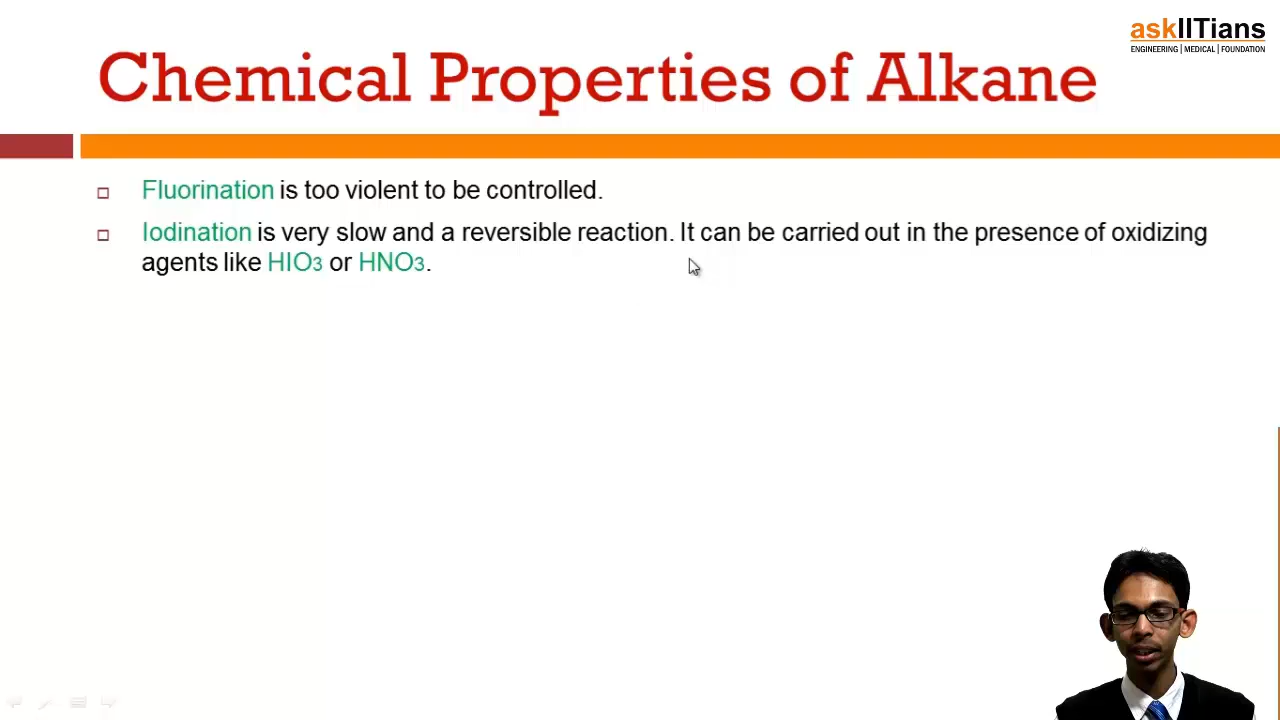 askIITians
ENGINEERING | MEDICAL | FOUNDATION
Chemical Properties of Alkane
Fluorination is too violent to be controlled.
Iodination is very slow and a reversible reaction. It can be carried out in the presence of oxidizing
agents like HIO3 or HNO3.